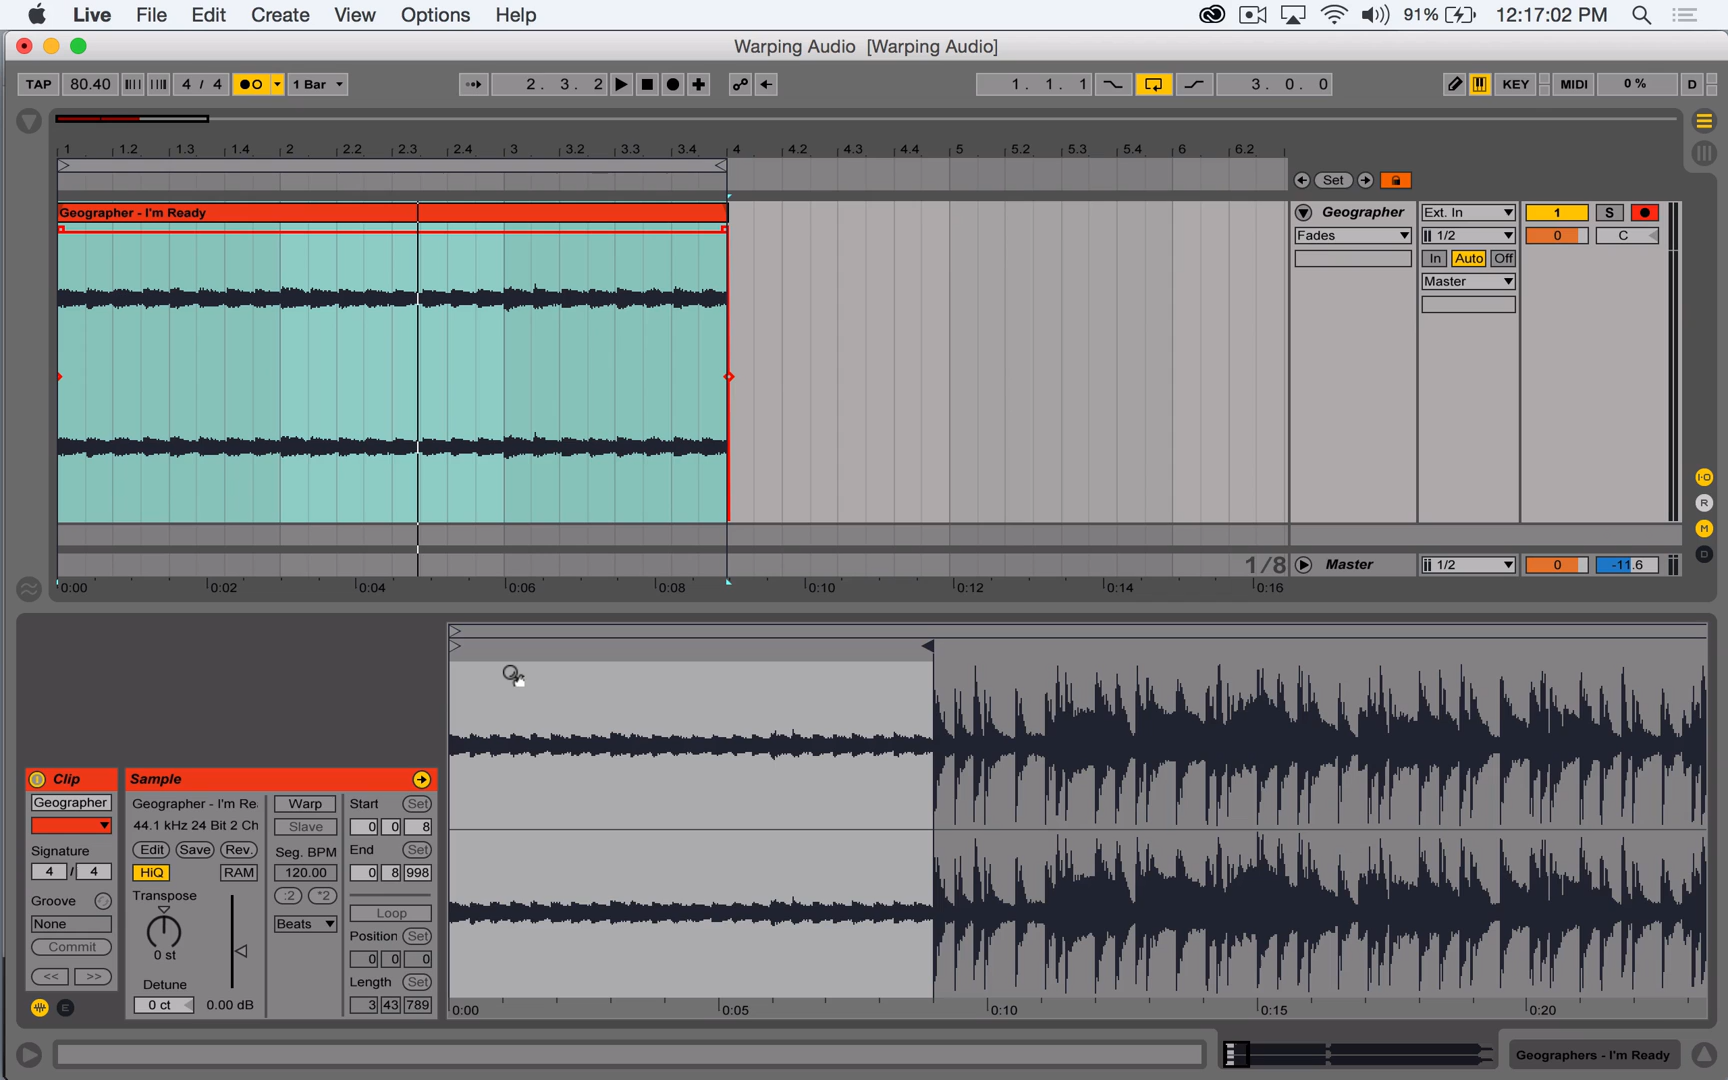 Live File Edit Create View Options Help 91% 12:17:02 PM
Warping Audio [Warping Audio]
TAP 80.40 4 / 4 1 Bar 2. 3. 2 1. 1. 1 3. 0. 0 KEY MIDI 0 % D
1 1.2 1.3 1.4 2 2.2 2.3 2.4 3 3.2 3.3 3.4 4 4.2 4.3 4.4 5 5.2 5.3 5.4 6 6.2
Set
Geographer - I'm Ready Geographer Ext. In 1 S
Fades 1/2 0 C
In Auto Off
Master
I·O
R
M
D
1/8 Master 1/2 0 -11.6
0:00 0:02 0:04 0:06 0:08 0:10 0:12 0:14 0:16
Clip Sample
Geographer Geographer - I'm Re Warp Start Set
44.1 kHz 24 Bit 2 Ch Slave 0 0 8
Signature Edit Save Rev. Seg. BPM End Set
4 / 4 HiQ RAM 120.00 0 8 998
Groove Transpose :2 *2
None Beats Loop
Commit 0 st Position Set
0 0 0
<< >> Detune Length Set
E 0 ct 0.00 dB 3 43 789
0:00 0:05 0:10 0:15 0:20
Geographers - I'm Ready